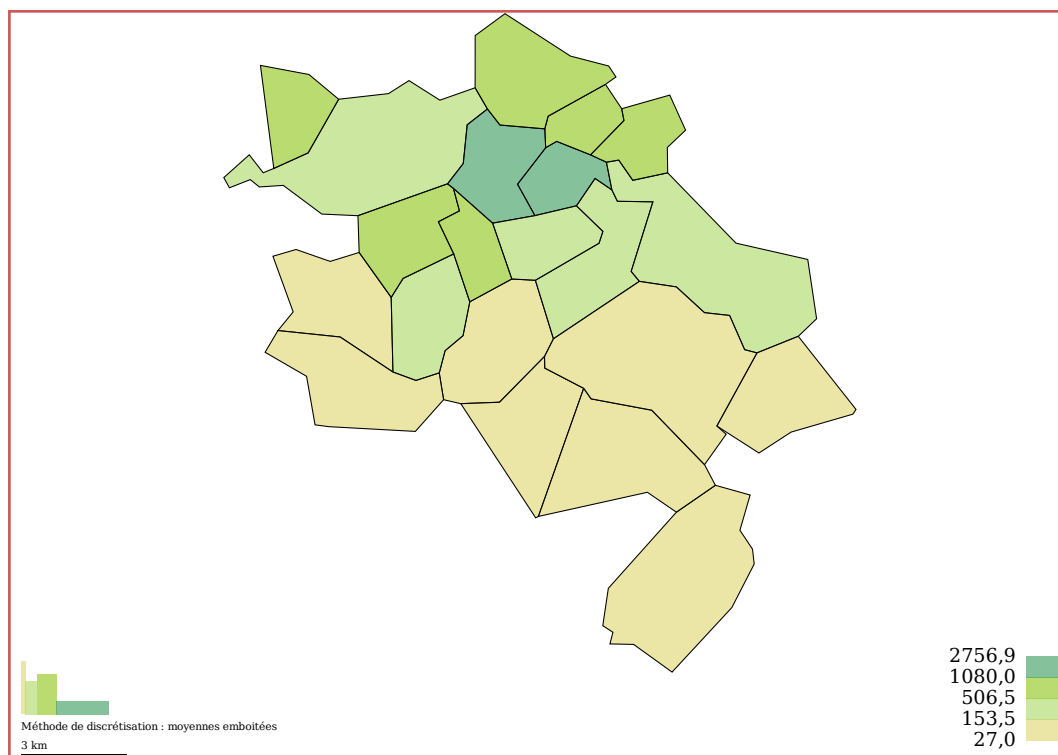 2756,9
1080,0
506,5
153,5
27,0
Méthode de discrétisation : moyennes emboitées
3 km